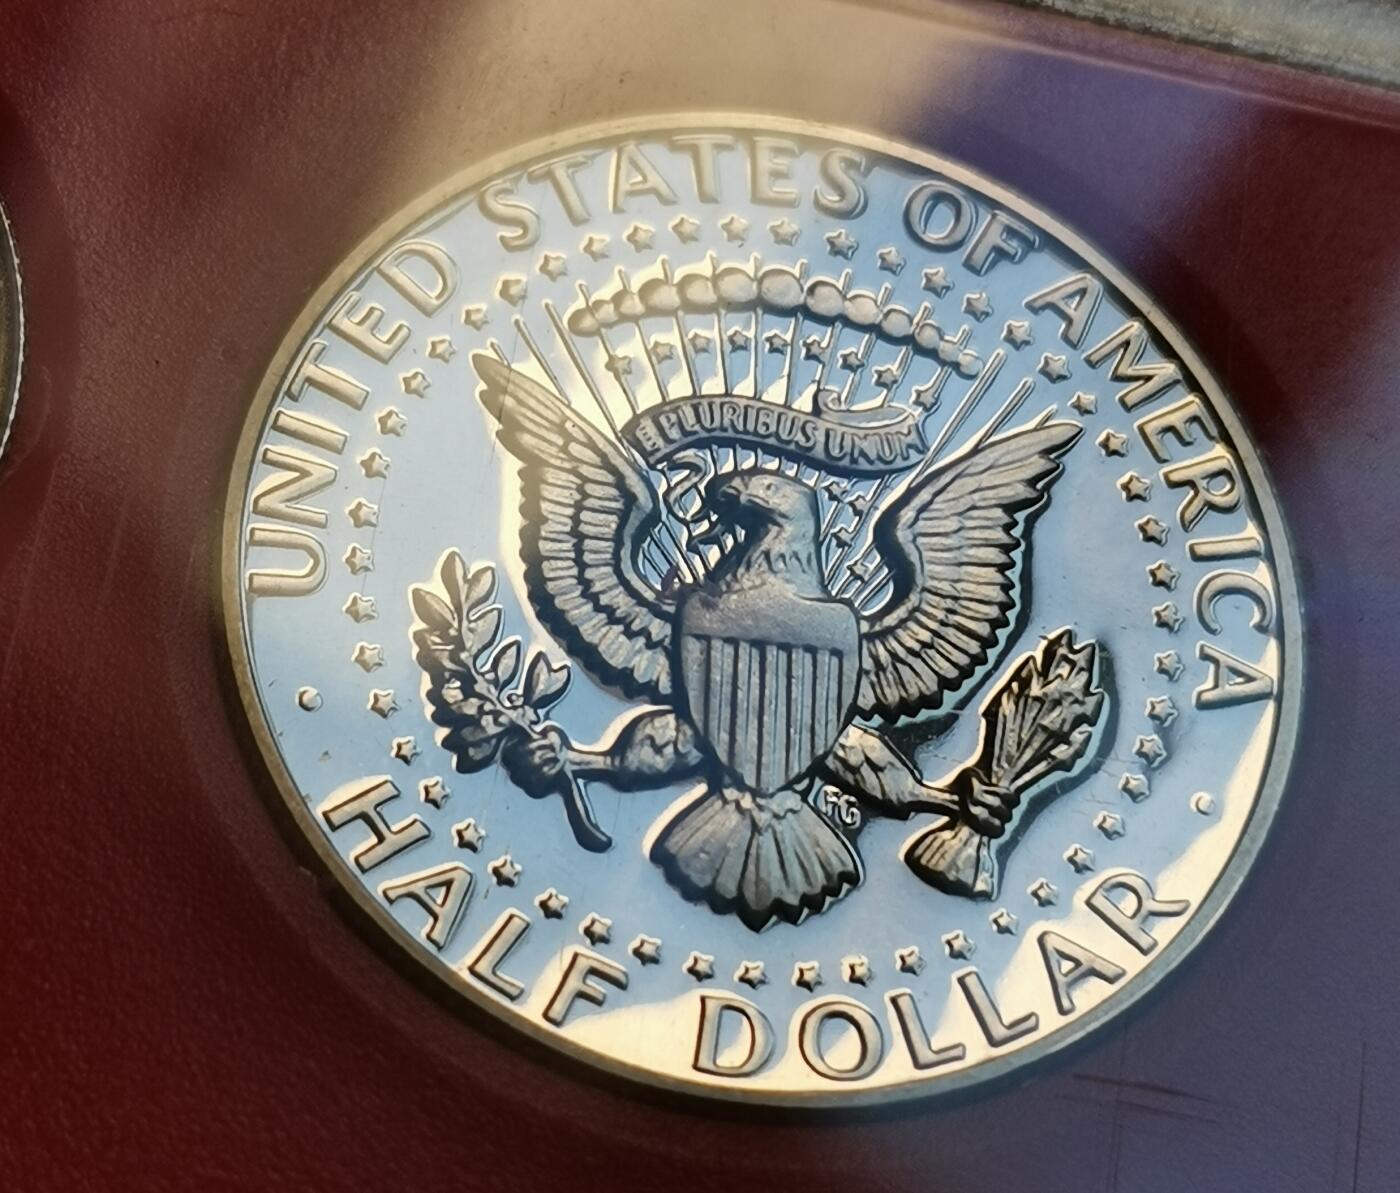 UNITED STATES OF AMERICA
E PLURIBUS UNUM
FG
HALF DOLLAR